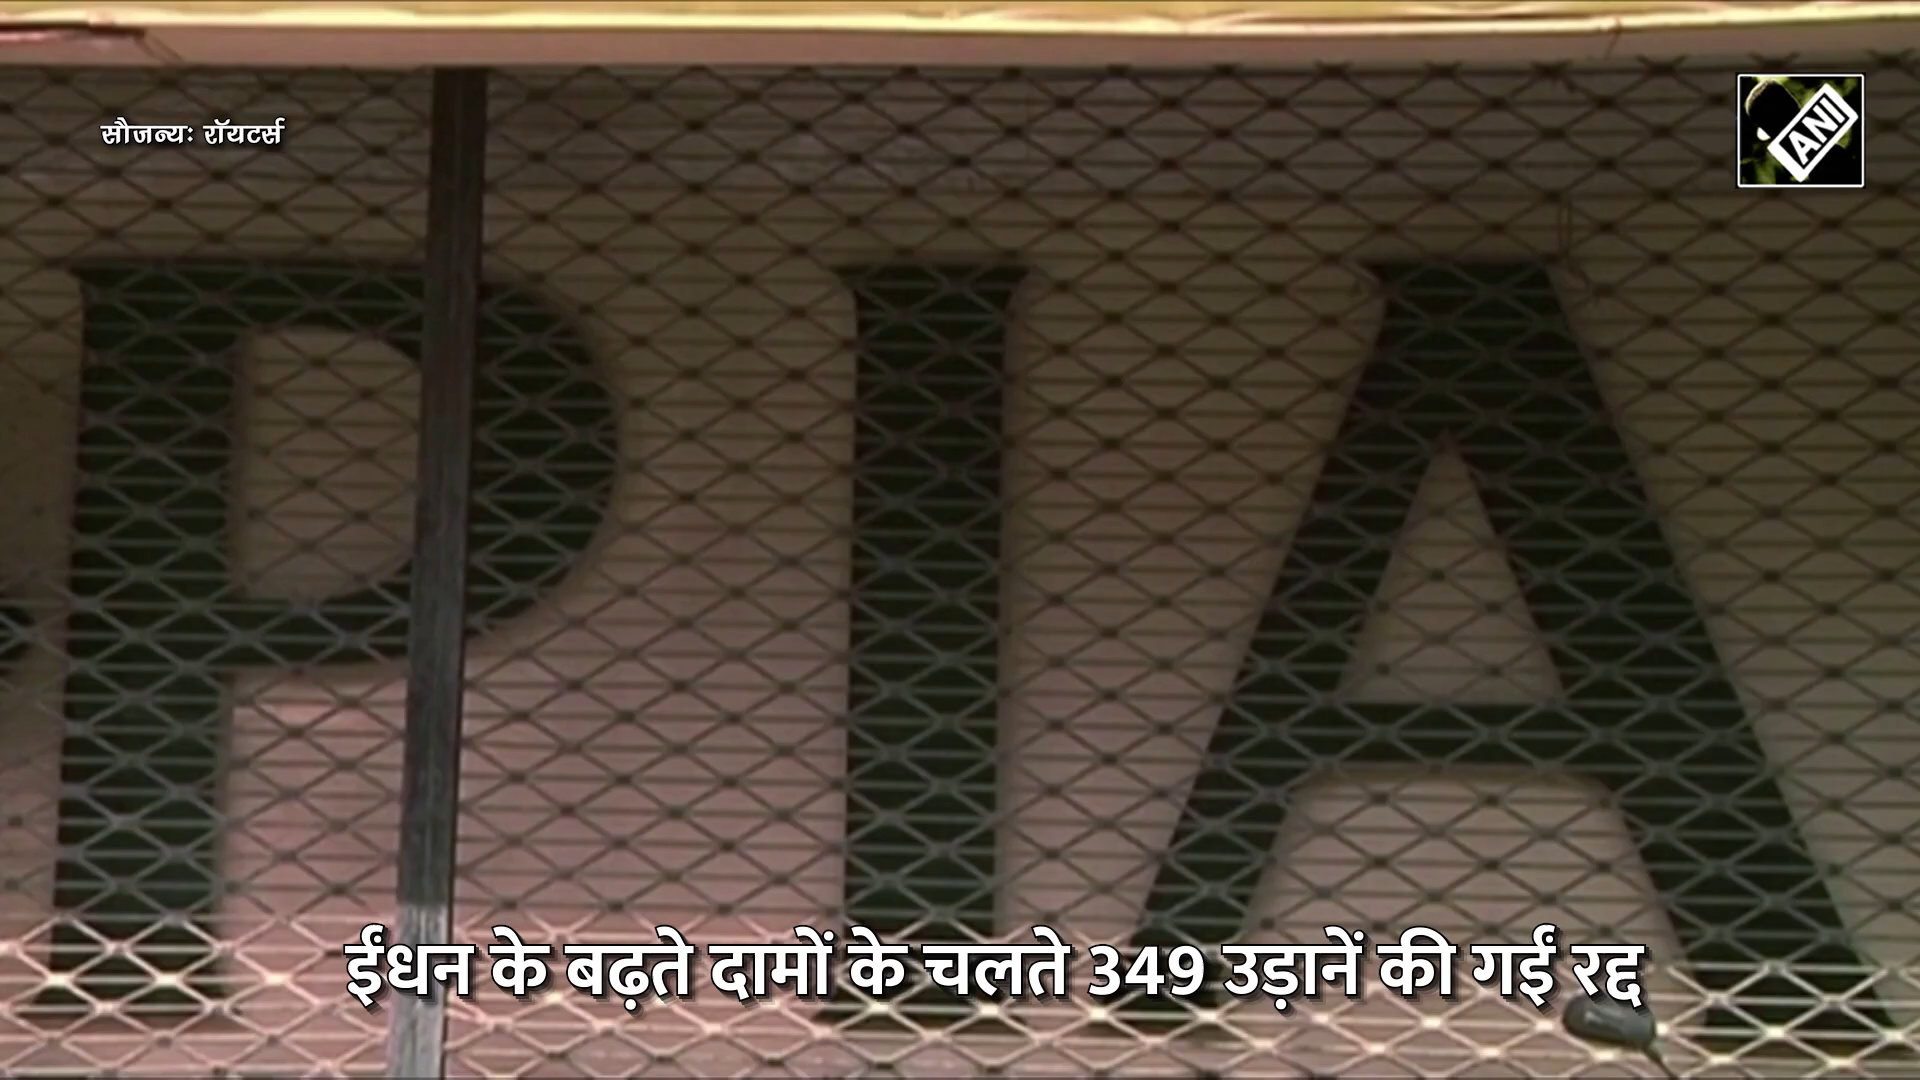 सौजन्यः रॉयटर्स
ANI
PIA
ईंधन के बढ़ते दामों के चलते 349 उड़ानें की गईं रद्द